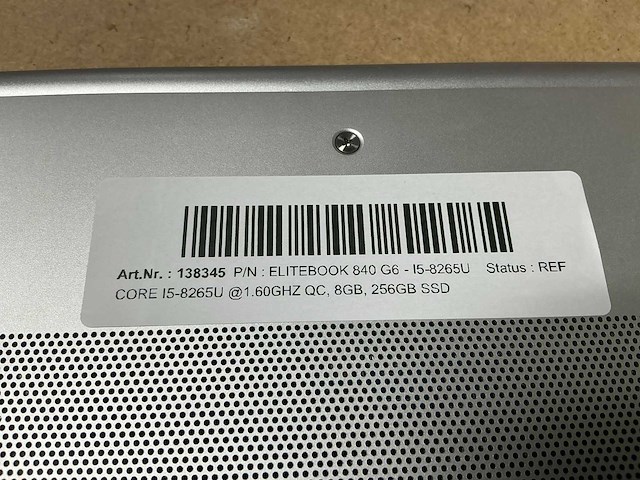 Art.Nr. : 138345 P/N : ELITEBOOK 840 G6 - I5-8265U Status : REF
CORE I5-8265U @1.60GHZ QC, 8GB, 256GB SSD